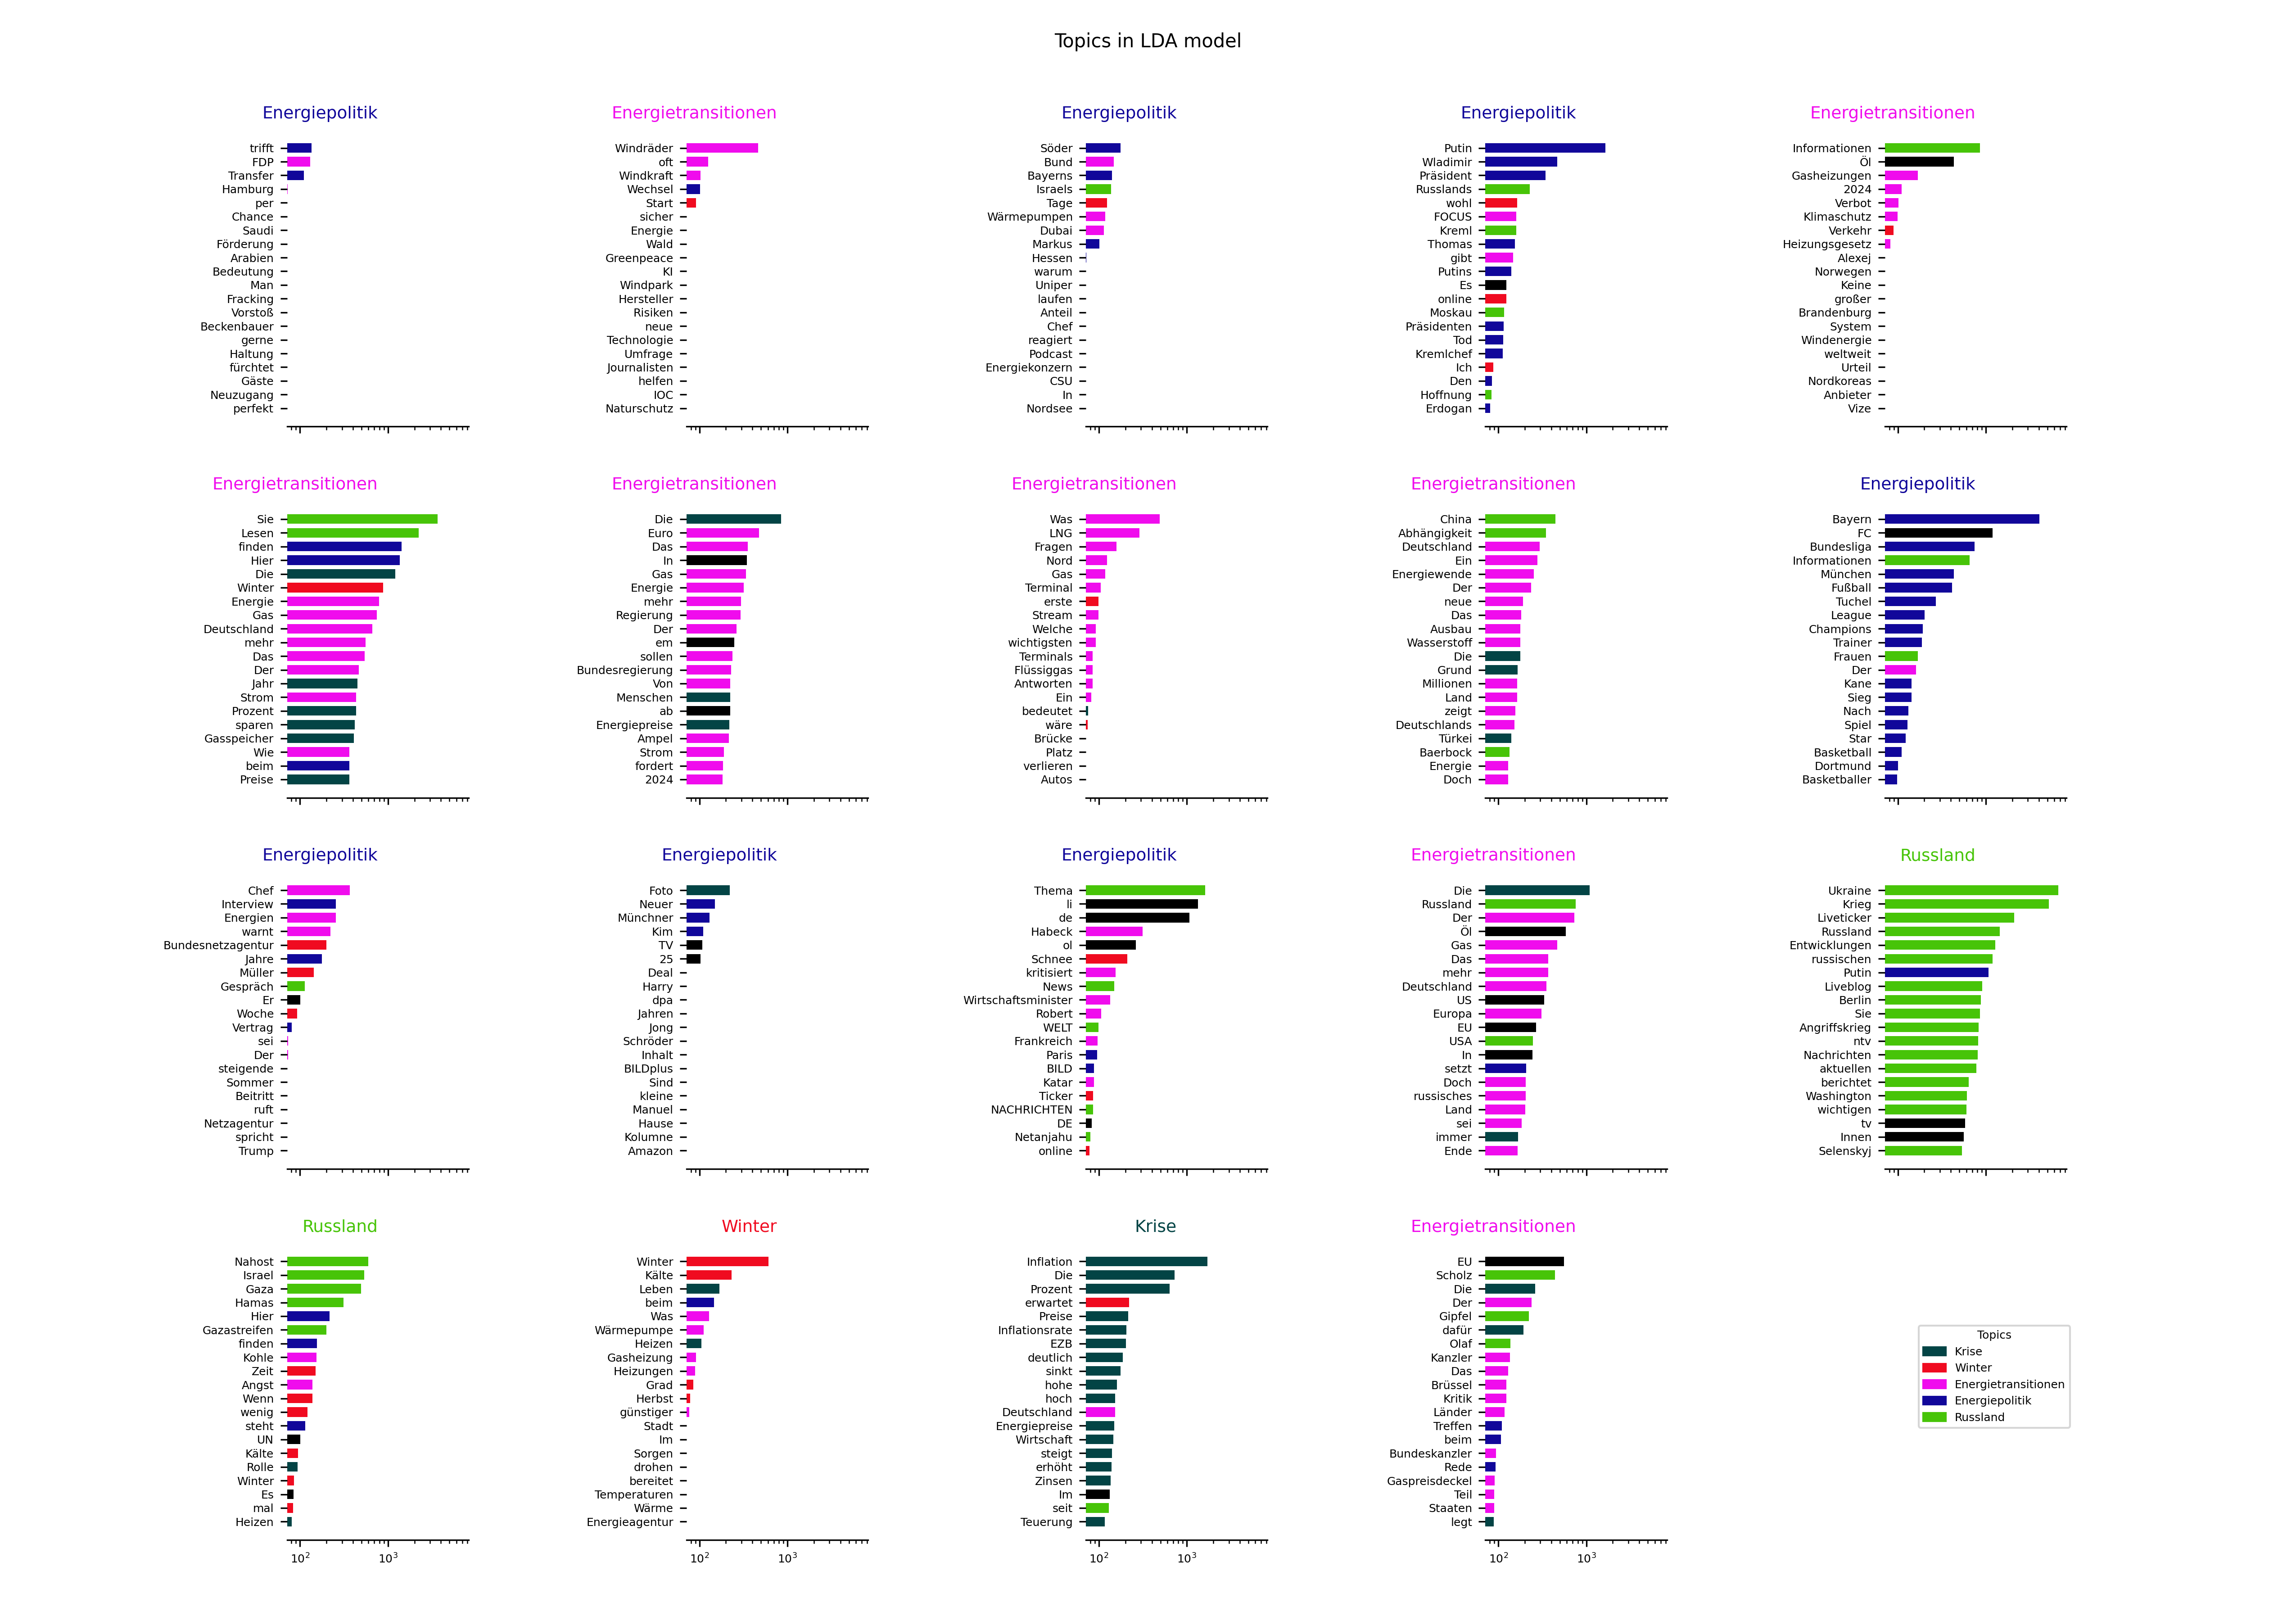 Topics in LDA model
Energiepolitik
trifft
FDP
Transfer
Hamburg
per
Chance
Saudi
Förderung
Arabien
Bedeutung
Man
Fracking
Vorstoß
Beckenbauer
gerne
Haltung
fürchtet
Gäste
Neuzugang
perfekt
Energietransitionen
Windräder
oft
Windkraft
Wechsel
Start
sicher
Energie
Wald
Greenpeace
KI
Windpark
Hersteller
Risiken
neue
Technologie
Umfrage
Journalisten
helfen
IOC
Naturschutz
Energiepolitik
Söder
Bund
Bayerns
Israels
Tage
Wärmepumpen
Dubai
Markus
Hessen
warum
Uniper
laufen
Anteil
Chef
reagiert
Podcast
Energiekonzern
CSU
In
Nordsee
Energiepolitik
Putin
Wladimir
Präsident
Russlands
wohl
FOCUS
Kreml
Thomas
gibt
Putins
Es
online
Moskau
Präsidenten
Tod
Kremlchef
Ich
Den
Hoffnung
Erdogan
Energietransitionen
Informationen
Öl
Gasheizungen
2024
Verbot
Klimaschutz
Verkehr
Heizungsgesetz
Alexej
Norwegen
Keine
großer
Brandenburg
System
Windenergie
weltweit
Urteil
Nordkoreas
Anbieter
Vize
Energietransitionen
Sie
Lesen
finden
Hier
Die
Winter
Energie
Gas
Deutschland
mehr
Das
Der
Jahr
Strom
Prozent
sparen
Gasspeicher
Wie
beim
Preise
Energietransitionen
Die
Euro
Das
In
Gas
Energie
mehr
Regierung
Der
em
sollen
Bundesregierung
Von
Menschen
ab
Energiepreise
Ampel
Strom
fordert
2024
Energietransitionen
Was
LNG
Fragen
Nord
Gas
Terminal
erste
Stream
Welche
wichtigsten
Terminals
Flüssiggas
Antworten
Ein
bedeutet
wäre
Brücke
Platz
verlieren
Autos
Energietransitionen
China
Abhängigkeit
Deutschland
Ein
Energiewende
Der
neue
Das
Ausbau
Wasserstoff
Die
Grund
Millionen
Land
zeigt
Deutschlands
Türkei
Baerbock
Energie
Doch
Energiepolitik
Bayern
FC
Bundesliga
Informationen
München
Fußball
Tuchel
League
Champions
Trainer
Frauen
Der
Kane
Sieg
Nach
Spiel
Star
Basketball
Dortmund
Basketballer
Energiepolitik
Chef
Interview
Energien
warnt
Bundesnetzagentur
Jahre
Müller
Gespräch
Er
Woche
Vertrag
sei
Der
steigende
Sommer
Beitritt
ruft
Netzagentur
spricht
Trump
Energiepolitik
Foto
Neuer
Münchner
Kim
TV
25
Deal
Harry
dpa
Jahren
Jong
Schröder
Inhalt
BILDplus
Sind
kleine
Manuel
Hause
Kolumne
Amazon
Energiepolitik
Thema
li
de
Habeck
ol
Schnee
kritisiert
News
Wirtschaftsminister
Robert
WELT
Frankreich
Paris
BILD
Katar
Ticker
NACHRICHTEN
DE
Netanjahu
online
Energietransitionen
Die
Russland
Der
Öl
Gas
Das
mehr
Deutschland
US
Europa
EU
USA
In
setzt
Doch
russisches
Land
sei
immer
Ende
Russland
Ukraine
Krieg
Liveticker
Russland
Entwicklungen
russischen
Putin
Liveblog
Berlin
Sie
Angriffskrieg
ntv
Nachrichten
aktuellen
berichtet
Washington
wichtigen
tv
Innen
Selenskyj
Russland
Nahost
Israel
Gaza
Hamas
Hier
Gazastreifen
finden
Kohle
Zeit
Angst
Wenn
wenig
steht
UN
Kälte
Rolle
Winter
Es
mal
Heizen
10² 10³
Winter
Winter
Kälte
Leben
beim
Was
Wärmepumpe
Heizen
Gasheizung
Heizungen
Grad
Herbst
günstiger
Stadt
Im
Sorgen
drohen
bereitet
Temperaturen
Wärme
Energieagentur
10² 10³
Krise
Inflation
Die
Prozent
erwartet
Preise
Inflationsrate
EZB
deutlich
sinkt
hohe
hoch
Deutschland
Energiepreise
Wirtschaft
steigt
erhöht
Zinsen
Im
seit
Teuerung
10² 10³
Energietransitionen
EU
Scholz
Die
Der
Gipfel
dafür
Olaf
Kanzler
Das
Brüssel
Kritik
Länder
Treffen
beim
Bundeskanzler
Rede
Gaspreisdeckel
Teil
Staaten
legt
10² 10³
Topics
Krise
Winter
Energietransitionen
Energiepolitik
Russland